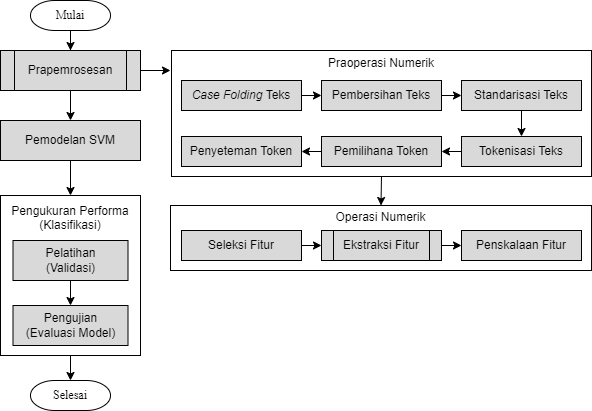 Mulai
Prapemrosesan
Pemodelan SVM
Pengukuran Performa
(Klasifikasi)
Pelatihan
(Validasi)
Pengujian
(Evaluasi Model)
Selesai
Praoperasi Numerik
Case Folding Teks
Pembersihan Teks
Standarisasi Teks
Tokenisasi Teks
Pemilihana Token
Penyeteman Token
Operasi Numerik
Seleksi Fitur
Ekstraksi Fitur
Penskalaan Fitur